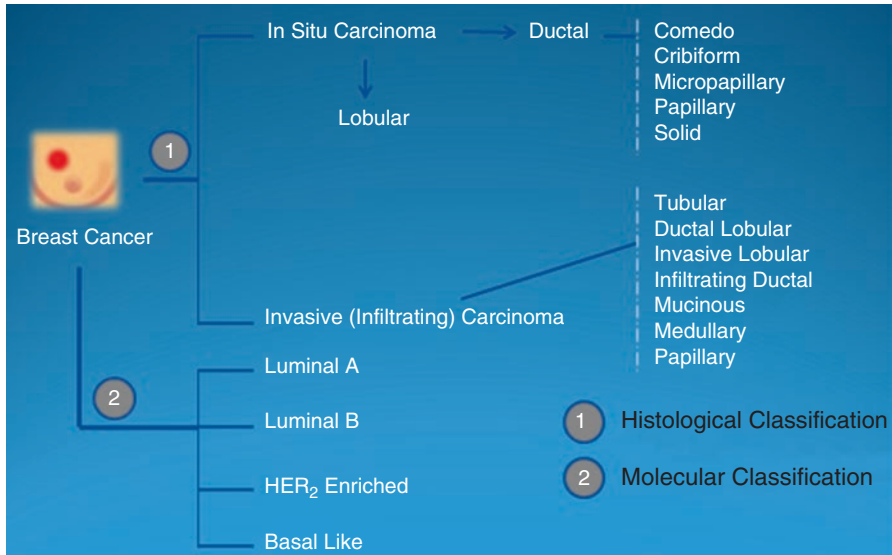 In Situ Carcinoma
Ductal
Comedo
Cribiform
Micropapillary
Papillary
Solid
Lobular
1
Breast Cancer
Tubular
Ductal Lobular
Invasive Lobular
Infiltrating Ductal
Mucinous
Medullary
Papillary
Invasive (Infiltrating) Carcinoma
2
Luminal A
Luminal B
HER₂ Enriched
Basal Like
1 Histological Classification
2 Molecular Classification